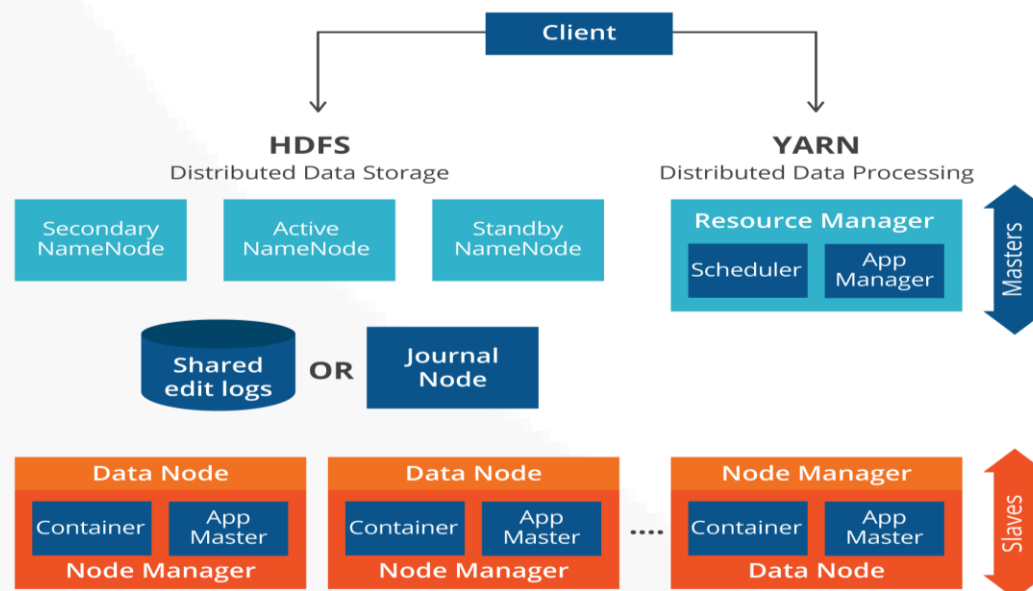 Client
HDFS
Distributed Data Storage
YARN
Distributed Data Processing
Secondary
NameNode
Active
NameNode
Standby
NameNode
Resource Manager
Scheduler
App
Manager
Masters
Shared
edit logs
OR
Journal
Node
Data Node
Container
App
Master
Node Manager
Data Node
Container
App
Master
Node Manager
....
Node Manager
Container
App
Master
Data Node
Slaves